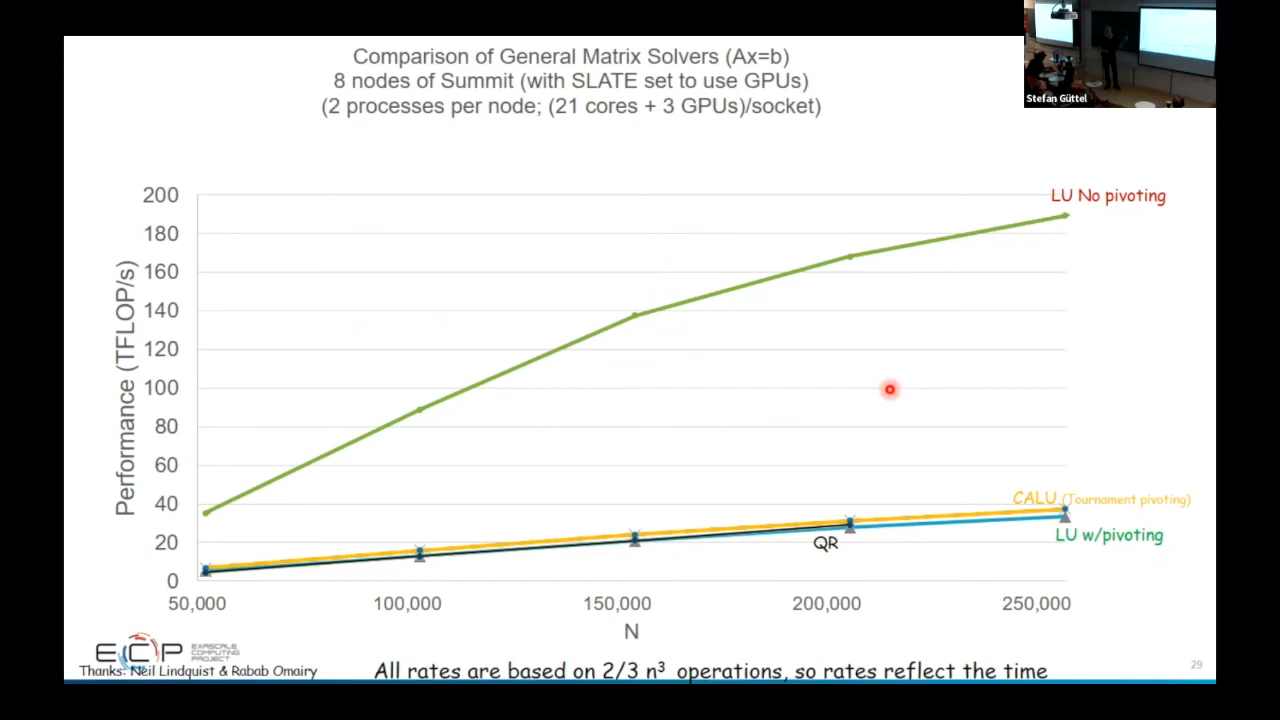 Comparison of General Matrix Solvers (Ax=b)
8 nodes of Summit (with SLATE set to use GPUs)
(2 processes per node; (21 cores + 3 GPUs)/socket)
Stefan Güttel
LU No pivoting
200
180
160
140
120
100
80
60
40
20
0
Performance (TFLOP/s)
CALU (Tournament pivoting)
LU w/pivoting
QR
50,000
100,000
150,000
200,000
250,000
N
ECP
EXASCALE
COMPUTING
PROJECT
Thanks: Neil Lindquist & Rabab Omairy
All rates are based on 2/3 n³ operations, so rates reflect the time
29